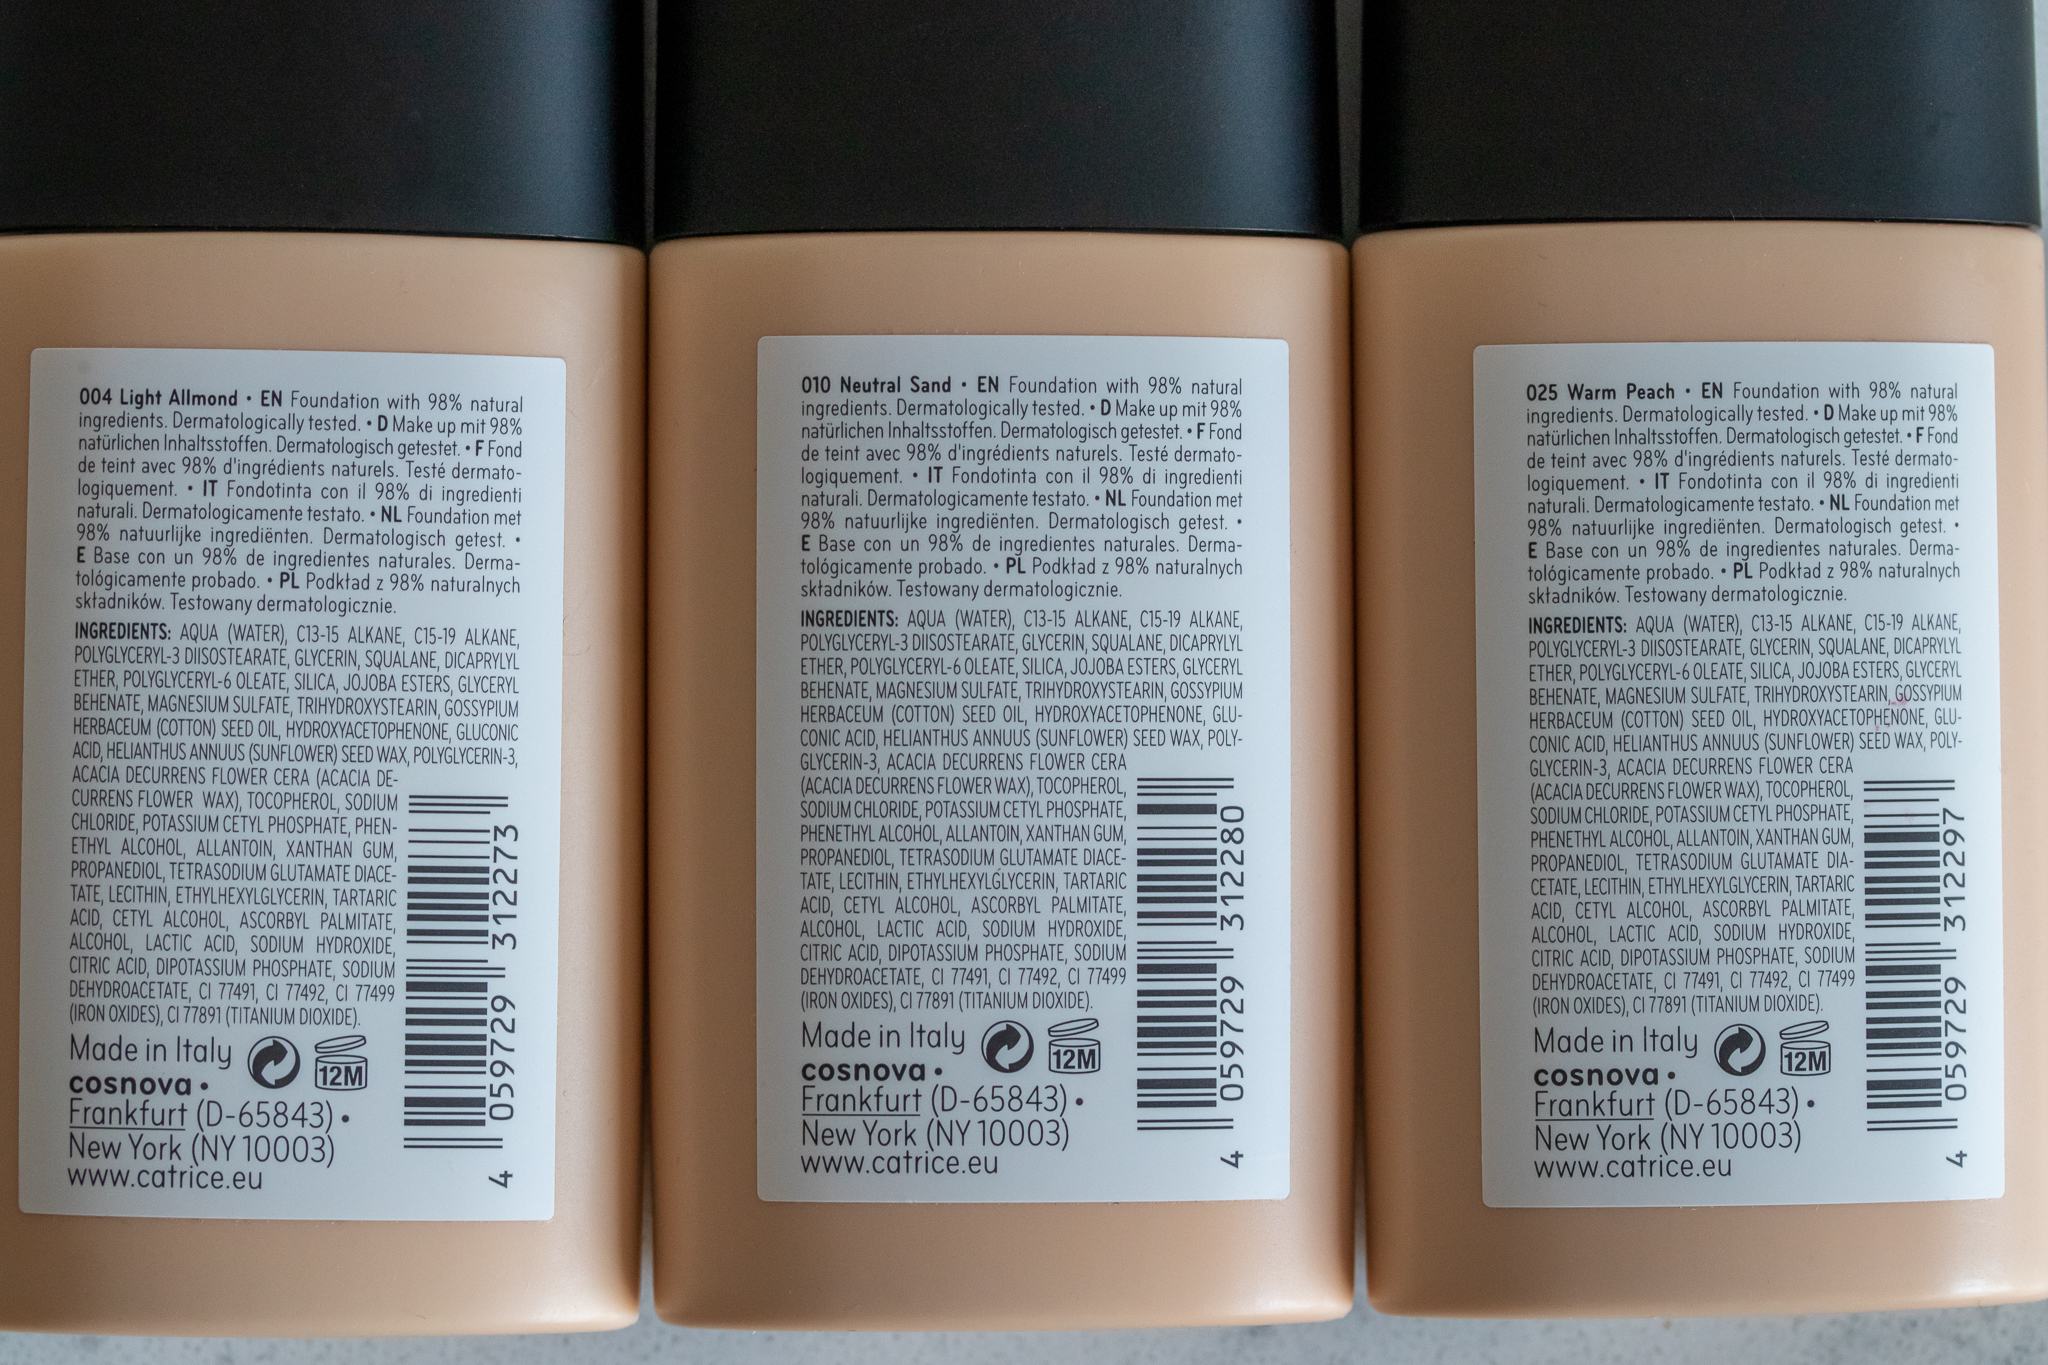 004 Light Allmond • EN Foundation with 98% natural
ingredients. Dermatologically tested. • D Make up mit 98%
natürlichen Inhaltsstoffen. Dermatologisch getestet. • F Fond
de teint avec 98% d'ingrédients naturels. Testé dermato-
logiquement. • IT Fondotinta con il 98% di ingredienti
naturali. Dermatologicamente testato. • NL Foundation met
98% natuurlijke ingrediënten. Dermatologisch getest. •
E Base con un 98% de ingredientes naturales. Derma-
tológicamente probado. • PL Podkład z 98% naturalnych
składników. Testowany dermatologicznie.
INGREDIENTS: AQUA (WATER), C13-15 ALKANE, C15-19 ALKANE,
POLYGLYCERYL-3 DIISOSTEARATE, GLYCERIN, SQUALANE, DICAPRYLYL
ETHER, POLYGLYCERYL-6 OLEATE, SILICA, JOJOBA ESTERS, GLYCERYL
BEHENATE, MAGNESIUM SULFATE, TRIHYDROXYSTEARIN, GOSSYPIUM
HERBACEUM (COTTON) SEED OIL, HYDROXYACETOPHENONE, GLUCONIC
ACID, HELIANTHUS ANNUUS (SUNFLOWER) SEED WAX, POLYGLYCERIN-3,
ACACIA DECURRENS FLOWER CERA (ACACIA DE-
CURRENS FLOWER WAX), TOCOPHEROL, SODIUM
CHLORIDE, POTASSIUM CETYL PHOSPHATE, PHEN-
ETHYL ALCOHOL, ALLANTOIN, XANTHAN GUM,
PROPANEDIOL, TETRASODIUM GLUTAMATE DIACE-
TATE, LECITHIN, ETHYLHEXYLGLYCERIN, TARTARIC
ACID, CETYL ALCOHOL, ASCORBYL PALMITATE,
ALCOHOL, LACTIC ACID, SODIUM HYDROXIDE,
CITRIC ACID, DIPOTASSIUM PHOSPHATE, SODIUM
DEHYDROACETATE, CI 77491, CI 77492, CI 77499
(IRON OXIDES), CI 77891 (TITANIUM DIOXIDE).
Made in Italy
12M
cosnova •
Frankfurt (D-65843) •
New York (NY 10003)
www.catrice.eu
4 059729 312273
010 Neutral Sand • EN Foundation with 98% natural
ingredients. Dermatologically tested. • D Make up mit 98%
natürlichen Inhaltsstoffen. Dermatologisch getestet. • F Fond
de teint avec 98% d'ingrédients naturels. Testé dermato-
logiquement. • IT Fondotinta con il 98% di ingredienti
naturali. Dermatologicamente testato. • NL Foundation met
98% natuurlijke ingrediënten. Dermatologisch getest. •
E Base con un 98% de ingredientes naturales. Derma-
tológicamente probado. • PL Podkład z 98% naturalnych
składników. Testowany dermatologicznie.
INGREDIENTS: AQUA (WATER), C13-15 ALKANE, C15-19 ALKANE,
POLYGLYCERYL-3 DIISOSTEARATE, GLYCERIN, SQUALANE, DICAPRYLYL
ETHER, POLYGLYCERYL-6 OLEATE, SILICA, JOJOBA ESTERS, GLYCERYL
BEHENATE, MAGNESIUM SULFATE, TRIHYDROXYSTEARIN, GOSSYPIUM
HERBACEUM (COTTON) SEED OIL, HYDROXYACETOPHENONE, GLU-
CONIC ACID, HELIANTHUS ANNUUS (SUNFLOWER) SEED WAX, POLY-
GLYCERIN-3, ACACIA DECURRENS FLOWER CERA
(ACACIA DECURRENS FLOWER WAX), TOCOPHEROL,
SODIUM CHLORIDE, POTASSIUM CETYL PHOSPHATE,
PHENETHYL ALCOHOL, ALLANTOIN, XANTHAN GUM,
PROPANEDIOL, TETRASODIUM GLUTAMATE DIACE-
TATE, LECITHIN, ETHYLHEXYLGLYCERIN, TARTARIC
ACID, CETYL ALCOHOL, ASCORBYL PALMITATE,
ALCOHOL, LACTIC ACID, SODIUM HYDROXIDE,
CITRIC ACID, DIPOTASSIUM PHOSPHATE, SODIUM
DEHYDROACETATE, CI 77491, CI 77492, CI 77499
(IRON OXIDES), CI 77891 (TITANIUM DIOXIDE).
Made in Italy
12M
cosnova •
Frankfurt (D-65843) •
New York (NY 10003)
www.catrice.eu
4 059729 312280
025 Warm Peach • EN Foundation with 98% natural
ingredients. Dermatologically tested. • D Make up mit 98%
natürlichen Inhaltsstoffen. Dermatologisch getestet. • F Fond
de teint avec 98% d'ingrédients naturels. Testé dermato-
logiquement. • IT Fondotinta con il 98% di ingredienti
naturali. Dermatologicamente testato. • NL Foundation met
98% natuurlijke ingrediënten. Dermatologisch getest. •
E Base con un 98% de ingredientes naturales. Derma-
tológicamente probado. • PL Podkład z 98% naturalnych
składników. Testowany dermatologicznie.
INGREDIENTS: AQUA (WATER), C13-15 ALKANE, C15-19 ALKANE,
POLYGLYCERYL-3 DIISOSTEARATE, GLYCERIN, SQUALANE, DICAPRYLYL
ETHER, POLYGLYCERYL-6 OLEATE, SILICA, JOJOBA ESTERS, GLYCERYL
BEHENATE, MAGNESIUM SULFATE, TRIHYDROXYSTEARIN, GOSSYPIUM
HERBACEUM (COTTON) SEED OIL, HYDROXYACETOPHENONE, GLU-
CONIC ACID, HELIANTHUS ANNUUS (SUNFLOWER) SEED WAX, POLY-
GLYCERIN-3, ACACIA DECURRENS FLOWER CERA
(ACACIA DECURRENS FLOWER WAX), TOCOPHEROL,
SODIUM CHLORIDE, POTASSIUM CETYL PHOSPHATE,
PHENETHYL ALCOHOL, ALLANTOIN, XANTHAN GUM,
PROPANEDIOL, TETRASODIUM GLUTAMATE DIA-
CETATE, LECITHIN, ETHYLHEXYLGLYCERIN, TARTARIC
ACID, CETYL ALCOHOL, ASCORBYL PALMITATE,
ALCOHOL, LACTIC ACID, SODIUM HYDROXIDE,
CITRIC ACID, DIPOTASSIUM PHOSPHATE, SODIUM
DEHYDROACETATE, CI 77491, CI 77492, CI 77499
(IRON OXIDES), CI 77891 (TITANIUM DIOXIDE).
Made in Italy
12M
cosnova •
Frankfurt (D-65843) •
New York (NY 10003)
www.catrice.eu
4 059729 312297